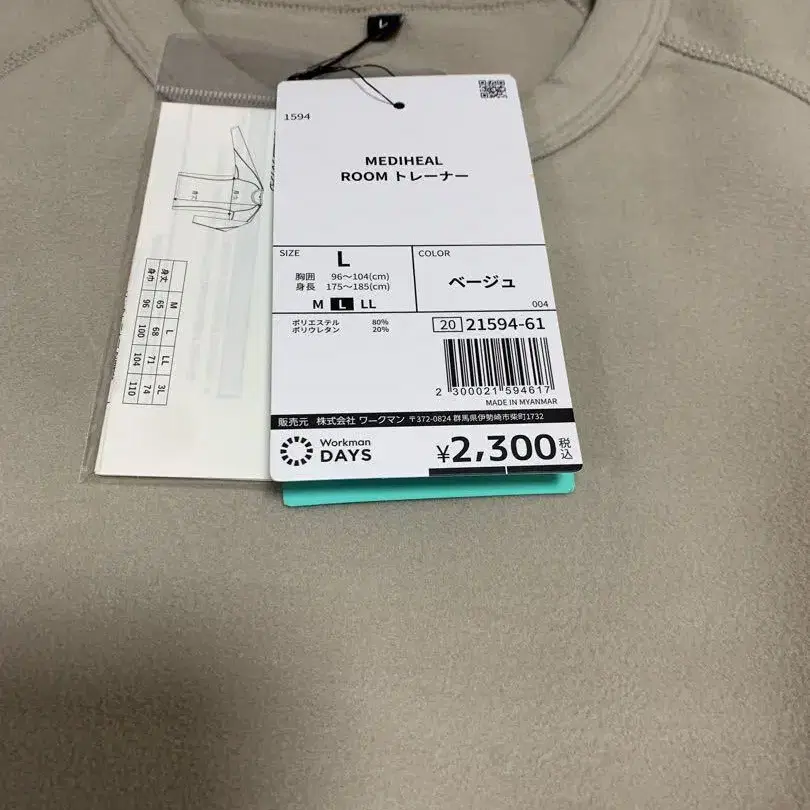 L
1594
MEDIHEAL
ROOM トレーナー
SIZE
L
胸囲 96～104(cm)
身長 175～185(cm)
M L LL
COLOR
ベージュ
004
ポリエステル 80%
ポリウレタン 20%
20 21594-61
2 300021 594617
MADE IN MYANMAR
販売元 株式会社 ワークマン 〒372-0824 群馬県伊勢崎市柴町1732
Workman
DAYS
¥2,300税込
M L LL 3L
身丈 65 68 71 74
身巾 96 100 104 110